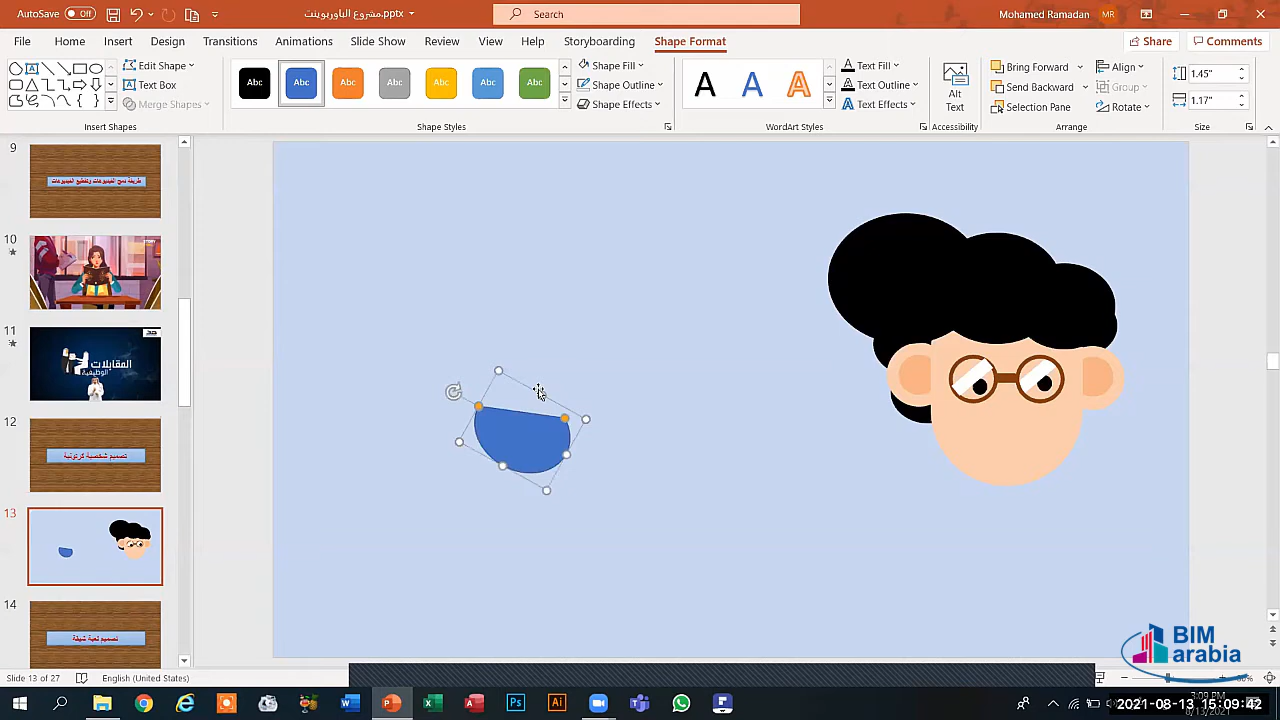 AutoSave Off مشروع الباوربوينت.pptx Search Mohamed Ramadan MR
File Home Insert Design Transitions Animations Slide Show Review View Help Storyboarding Shape Format Share Comments
Edit Shape Text Box Merge Shapes
Insert Shapes
Abc Abc Abc Abc Abc Abc Abc
Shape Fill Shape Outline Shape Effects
Shape Styles
A A A
Text Fill Text Outline Text Effects
WordArt Styles
Alt Text
Accessibility
Bring Forward Send Backward Selection Pane Align Group Rotate
Arrange
1.45"
1.17"
Size
9
10
11
المقابلات
الوظيفية
12
تصميم شخصية كرتونية
13
14
BIM
arabia
Slide 13 of 27 English (United States)
3:09 PM
2021-08-13 15:09:42